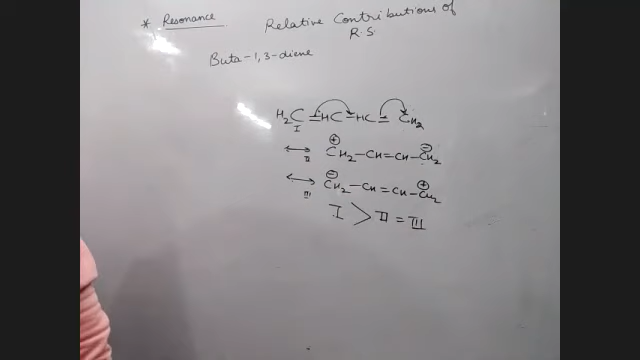 * Resonance Relative Contributions of
R.S.
Buta-1,3-diene
H₂C=HC-HC=CH₂
I
⊕ ⊖
↔ CH₂-CH=CH-CH₂
II
⊖ ⊕
↔ CH₂-CH=CH-CH₂
III
I > II = III